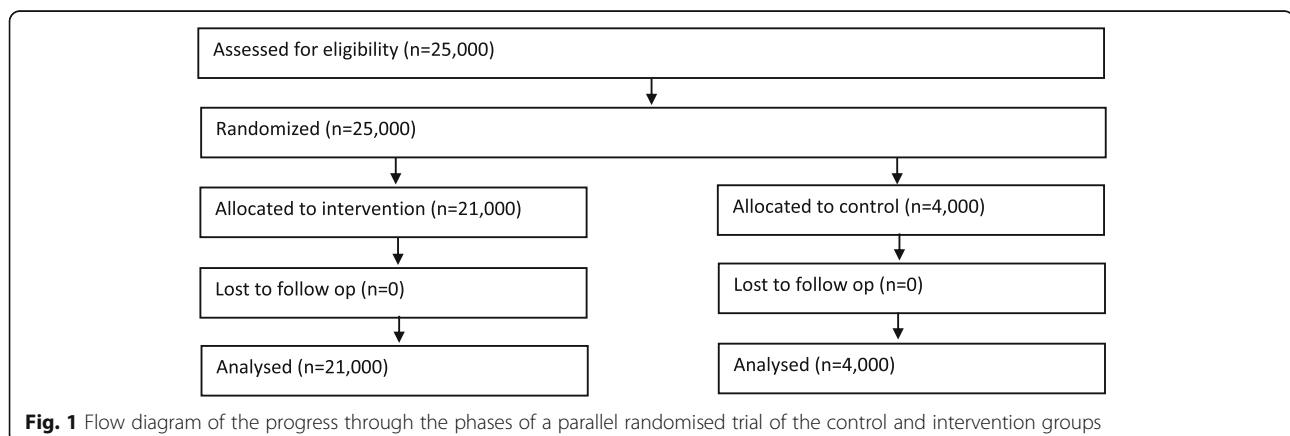 Assessed for eligibility (n=25,000)
Randomized (n=25,000)
Allocated to intervention (n=21,000)
Allocated to control (n=4,000)
Lost to follow op (n=0)
Lost to follow op (n=0)
Analysed (n=21,000)
Analysed (n=4,000)
Fig. 1 Flow diagram of the progress through the phases of a parallel randomised trial of the control and intervention groups